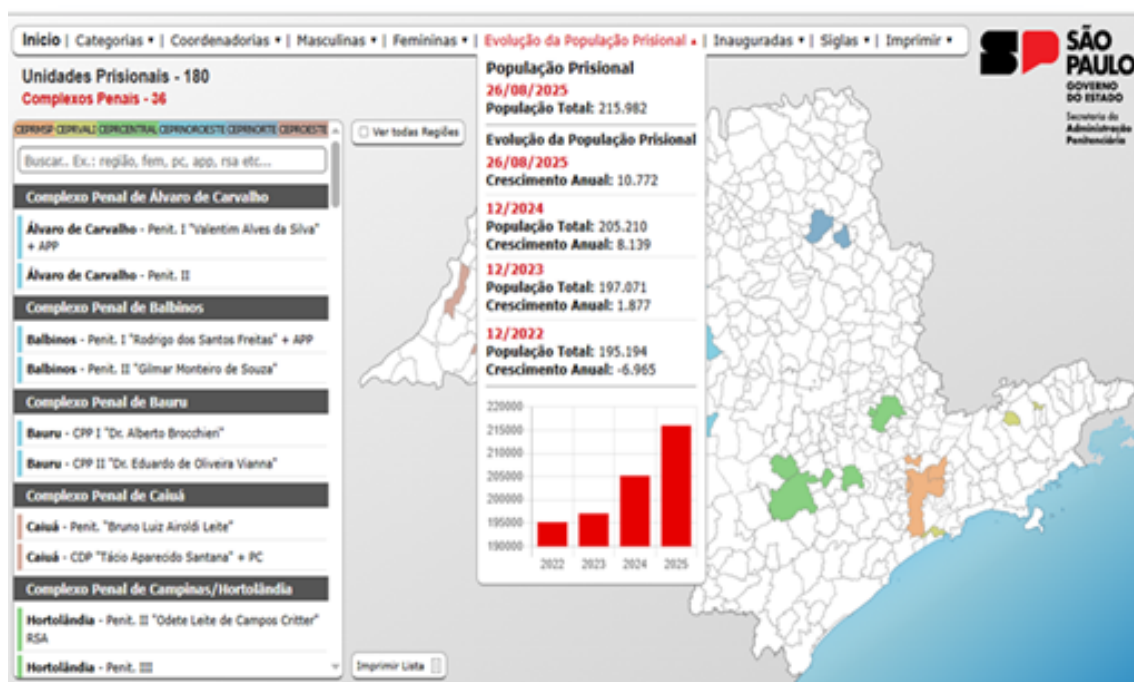 Início | Categorias ▾ | Coordenadorias ▾ | Masculinas ▾ | Femininas ▾ | Evolução da População Prisional ▴ | Inauguradas ▾ | Siglas ▾ | Imprimir ▾
SP
SÃO
PAULO
GOVERNO
DO ESTADO
Secretaria da
Administração
Penitenciária
Unidades Prisionais - 180
Complexos Penais - 36
CEPRMSP CEPRVALI CEPRCENTRAL CEPRNOROESTE CEPRNORTE CEPROESTE
Buscar.. Ex.: região, fem, pc, app, rsa etc...
Complexo Penal de Álvaro de Carvalho
Álvaro de Carvalho - Penit. I "Valentim Alves da Silva"
+ APP
Álvaro de Carvalho - Penit. II
Complexo Penal de Balbinos
Balbinos - Penit. I "Rodrigo dos Santos Freitas" + APP
Balbinos - Penit. II "Gilmar Monteiro de Souza"
Complexo Penal de Bauru
Bauru - CPP I "Dr. Alberto Brocchieri"
Bauru - CPP II "Dr. Eduardo de Oliveira Vianna"
Complexo Penal de Caiuá
Caiuá - Penit. "Bruno Luiz Airoldi Leite"
Caiuá - CDP "Tácio Aparecido Santana" + PC
Complexo Penal de Campinas/Hortolândia
Hortolândia - Penit. II "Odete Leite de Campos Critter"
RSA
Hortolândia - Penit. III
Ver todas Regiões
Imprimir Lista
População Prisional
26/08/2025
População Total: 215.982
Evolução da População Prisional
26/08/2025
Crescimento Anual: 10.772
12/2024
População Total: 205.210
Crescimento Anual: 8.139
12/2023
População Total: 197.071
Crescimento Anual: 1.877
12/2022
População Total: 195.194
Crescimento Anual: -6.965
220000
215000
210000
205000
200000
195000
190000
2022 2023 2024 2025